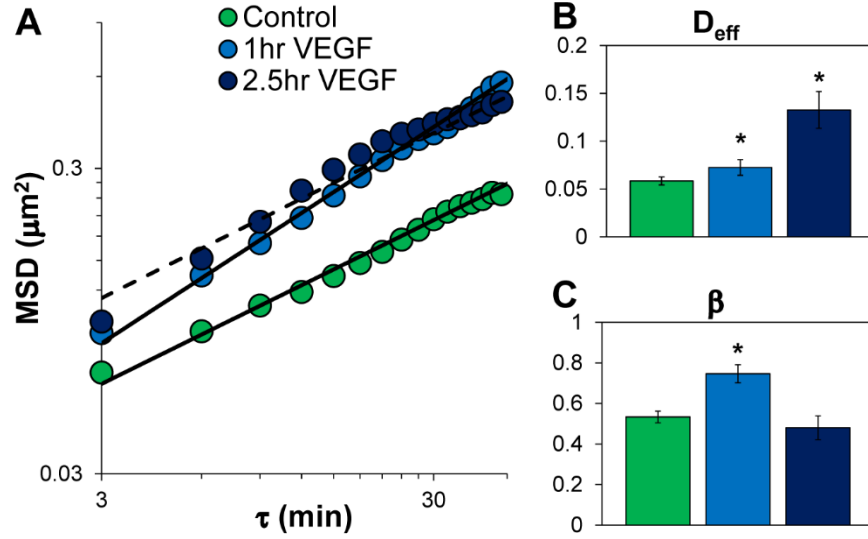 A
Control
1hr VEGF
2.5hr VEGF
MSD (μm²)
0.3
0.03
3
30
τ (min)
B
Deff
0.2
0.15
0.1
0.05
0
*
*
C
β
1
0.8
0.6
0.4
0.2
0
*